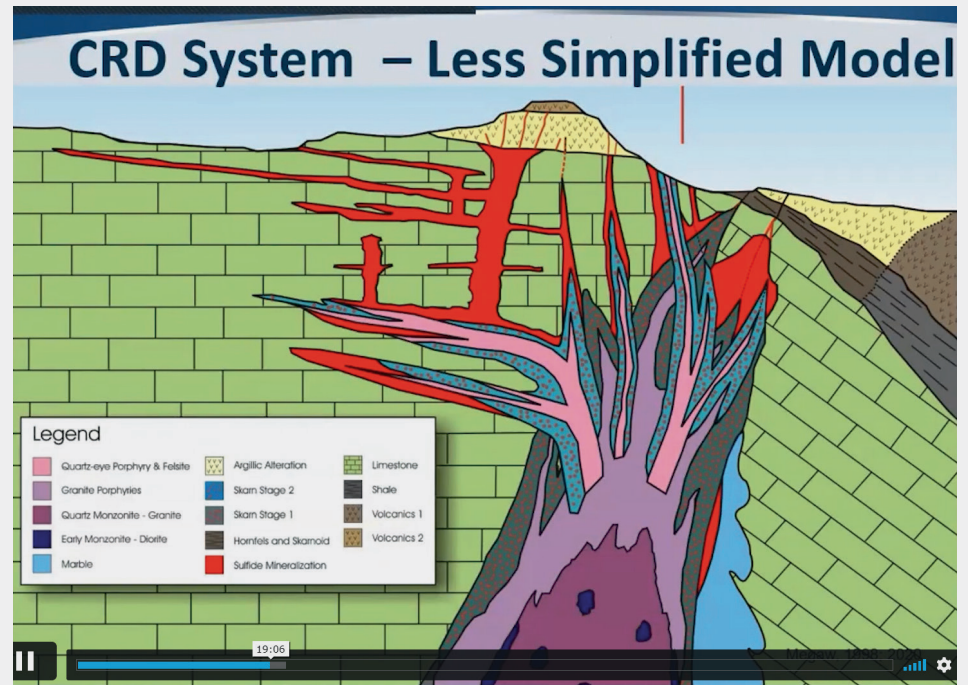 CRD System – Less Simplified Model
Legend
Quartz-eye Porphyry & Felsite
Granite Porphyries
Quartz Monzonite - Granite
Early Monzonite - Diorite
Marble
Argillic Alteration
Skarn Stage 2
Skarn Stage 1
Hornfels and Skarnoid
Sulfide Mineralization
Limestone
Shale
Volcanics 1
Volcanics 2
19:06